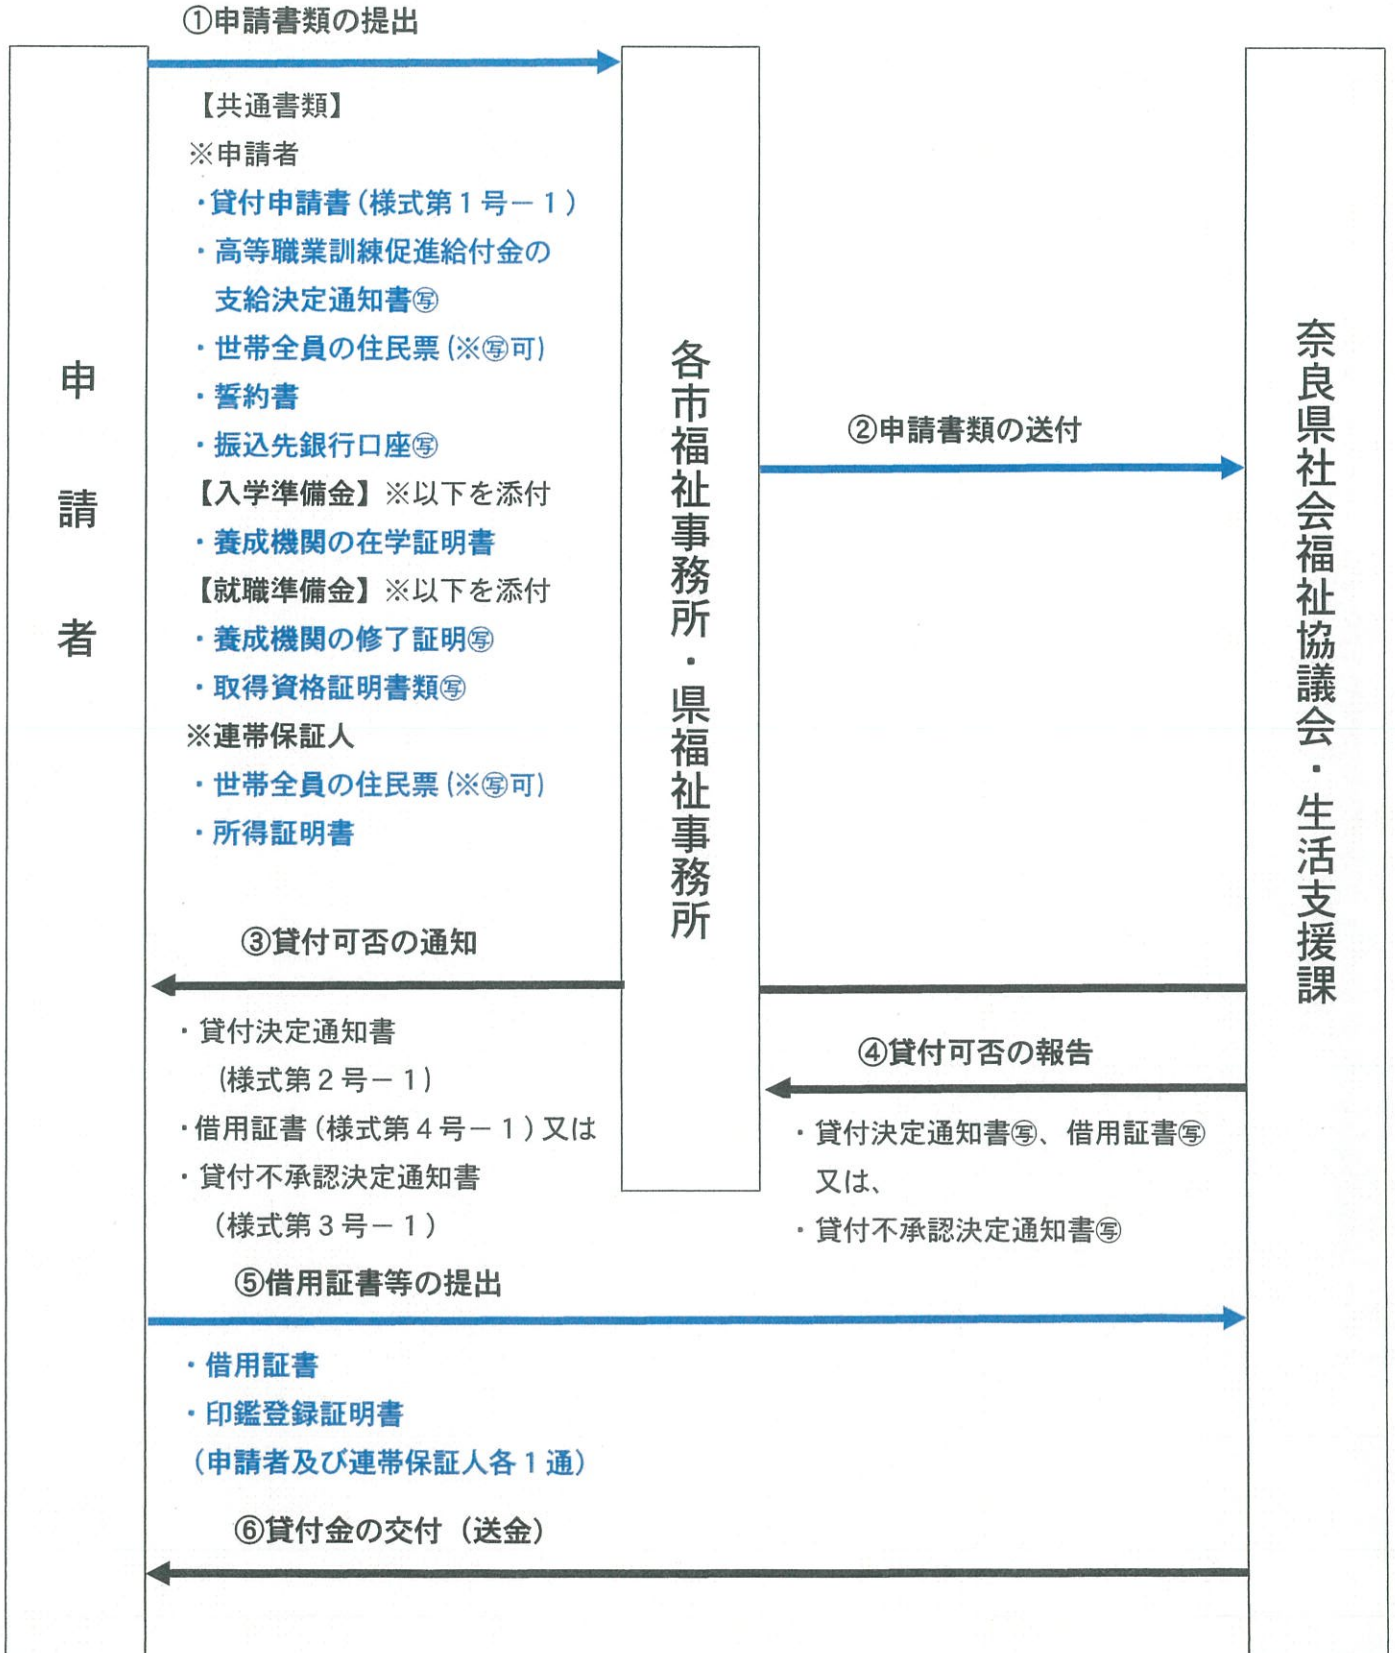 ①申請書類の提出
【共通書類】
※申請者
・貸付申請書(様式第1号－1)
・高等職業訓練促進給付金の
支給決定通知書㊢
・世帯全員の住民票(※㊢可)
・誓約書
・振込先銀行口座㊢
【入学準備金】※以下を添付
・養成機関の在学証明書
【就職準備金】※以下を添付
・養成機関の修了証明㊢
・取得資格証明書類㊢
※連帯保証人
・世帯全員の住民票(※㊢可)
・所得証明書
申請者
各市福祉事務所・県福祉事務所
②申請書類の送付
奈良県社会福祉協議会・生活支援課
③貸付可否の通知
・貸付決定通知書
(様式第2号－1)
・借用証書(様式第4号－1)又は
・貸付不承認決定通知書
(様式第3号－1)
④貸付可否の報告
・貸付決定通知書㊢、借用証書㊢
又は、
・貸付不承認決定通知書㊢
⑤借用証書等の提出
・借用証書
・印鑑登録証明書
(申請者及び連帯保証人各1通)
⑥貸付金の交付（送金）